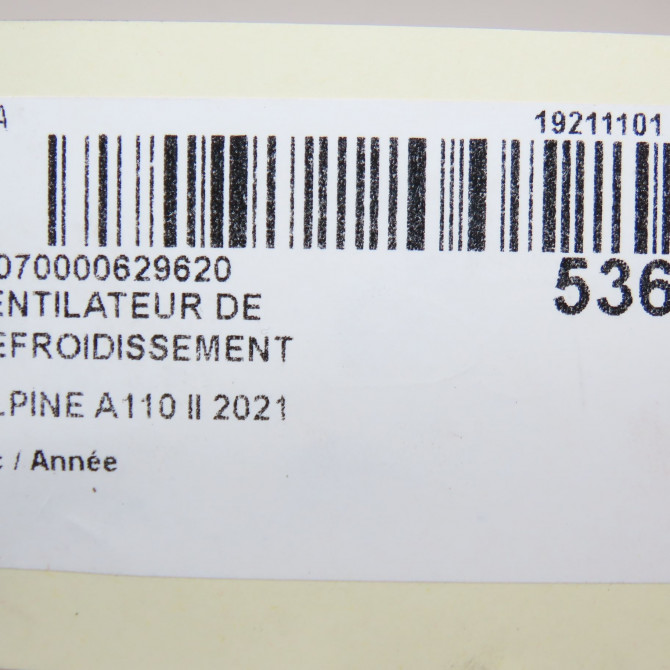 A 19211101
070000629620
536
ENTILATEUR DE
EFROIDISSEMENT
LPINE A110 II 2021
: / Année